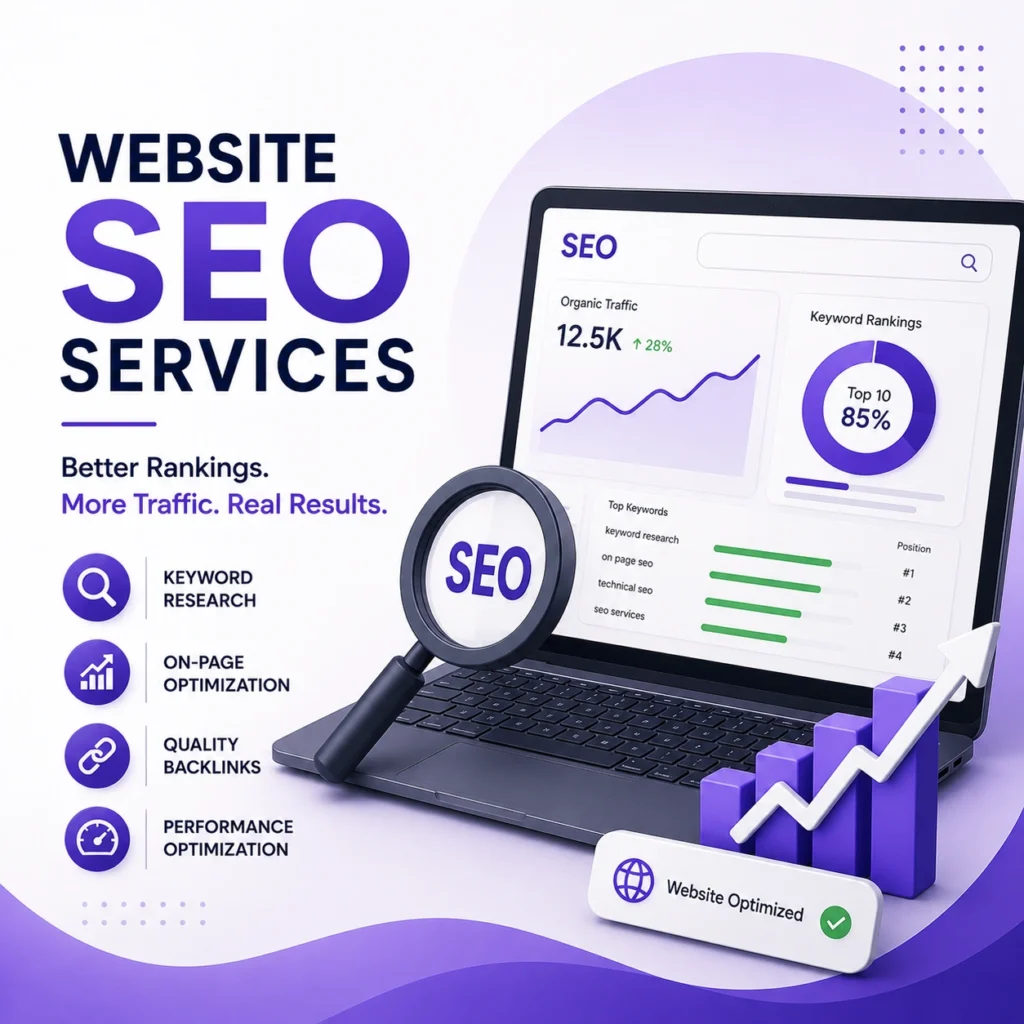 WEBSITE
SEO
SERVICES
Better Rankings.
More Traffic. Real Results.
KEYWORD
RESEARCH
ON-PAGE
OPTIMIZATION
QUALITY
BACKLINKS
PERFORMANCE
OPTIMIZATION
SEO
Organic Traffic
12.5K ↑ 28%
Keyword Rankings
Top 10
85%
Top Keywords
Position
keyword research
#1
on page seo
#2
technical seo
#3
seo services
#4
SEO
Website Optimized